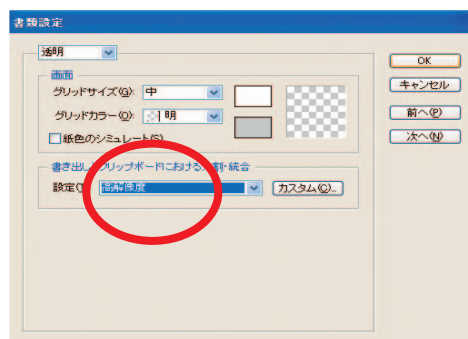 書類設定
透明
OK
画面
キャンセル
グリッドサイズ(G): 中
前へ(P)
グリッドカラー(O): 明
次へ(N)
紙色のシミュレート(S)
書き出し クリップボードにおける分割・統合
設定( 高解像度 カスタム(C)...